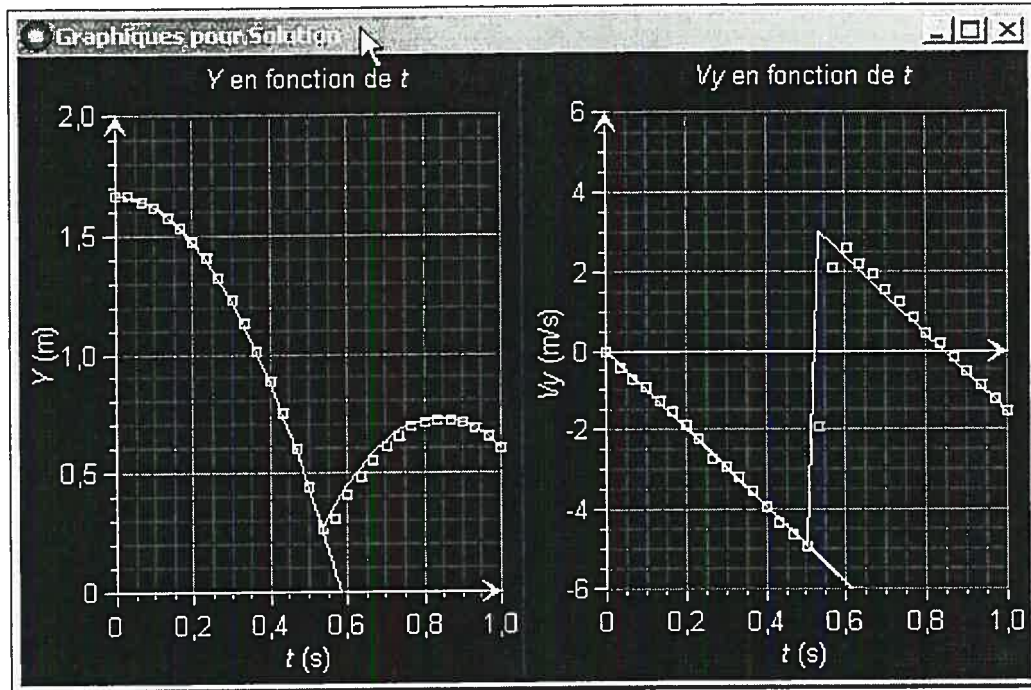 Graphiques pour Solution
Y en fonction de t
2,0
1,5
1,0
0,5
0
Y (m)
0 0,2 0,4 0,6 0,8 1,0
t (s)
Vy en fonction de t
6
4
2
0
-2
-4
-6
Vy (m/s)
0 0,2 0,4 0,6 0,8 1,0
t (s)